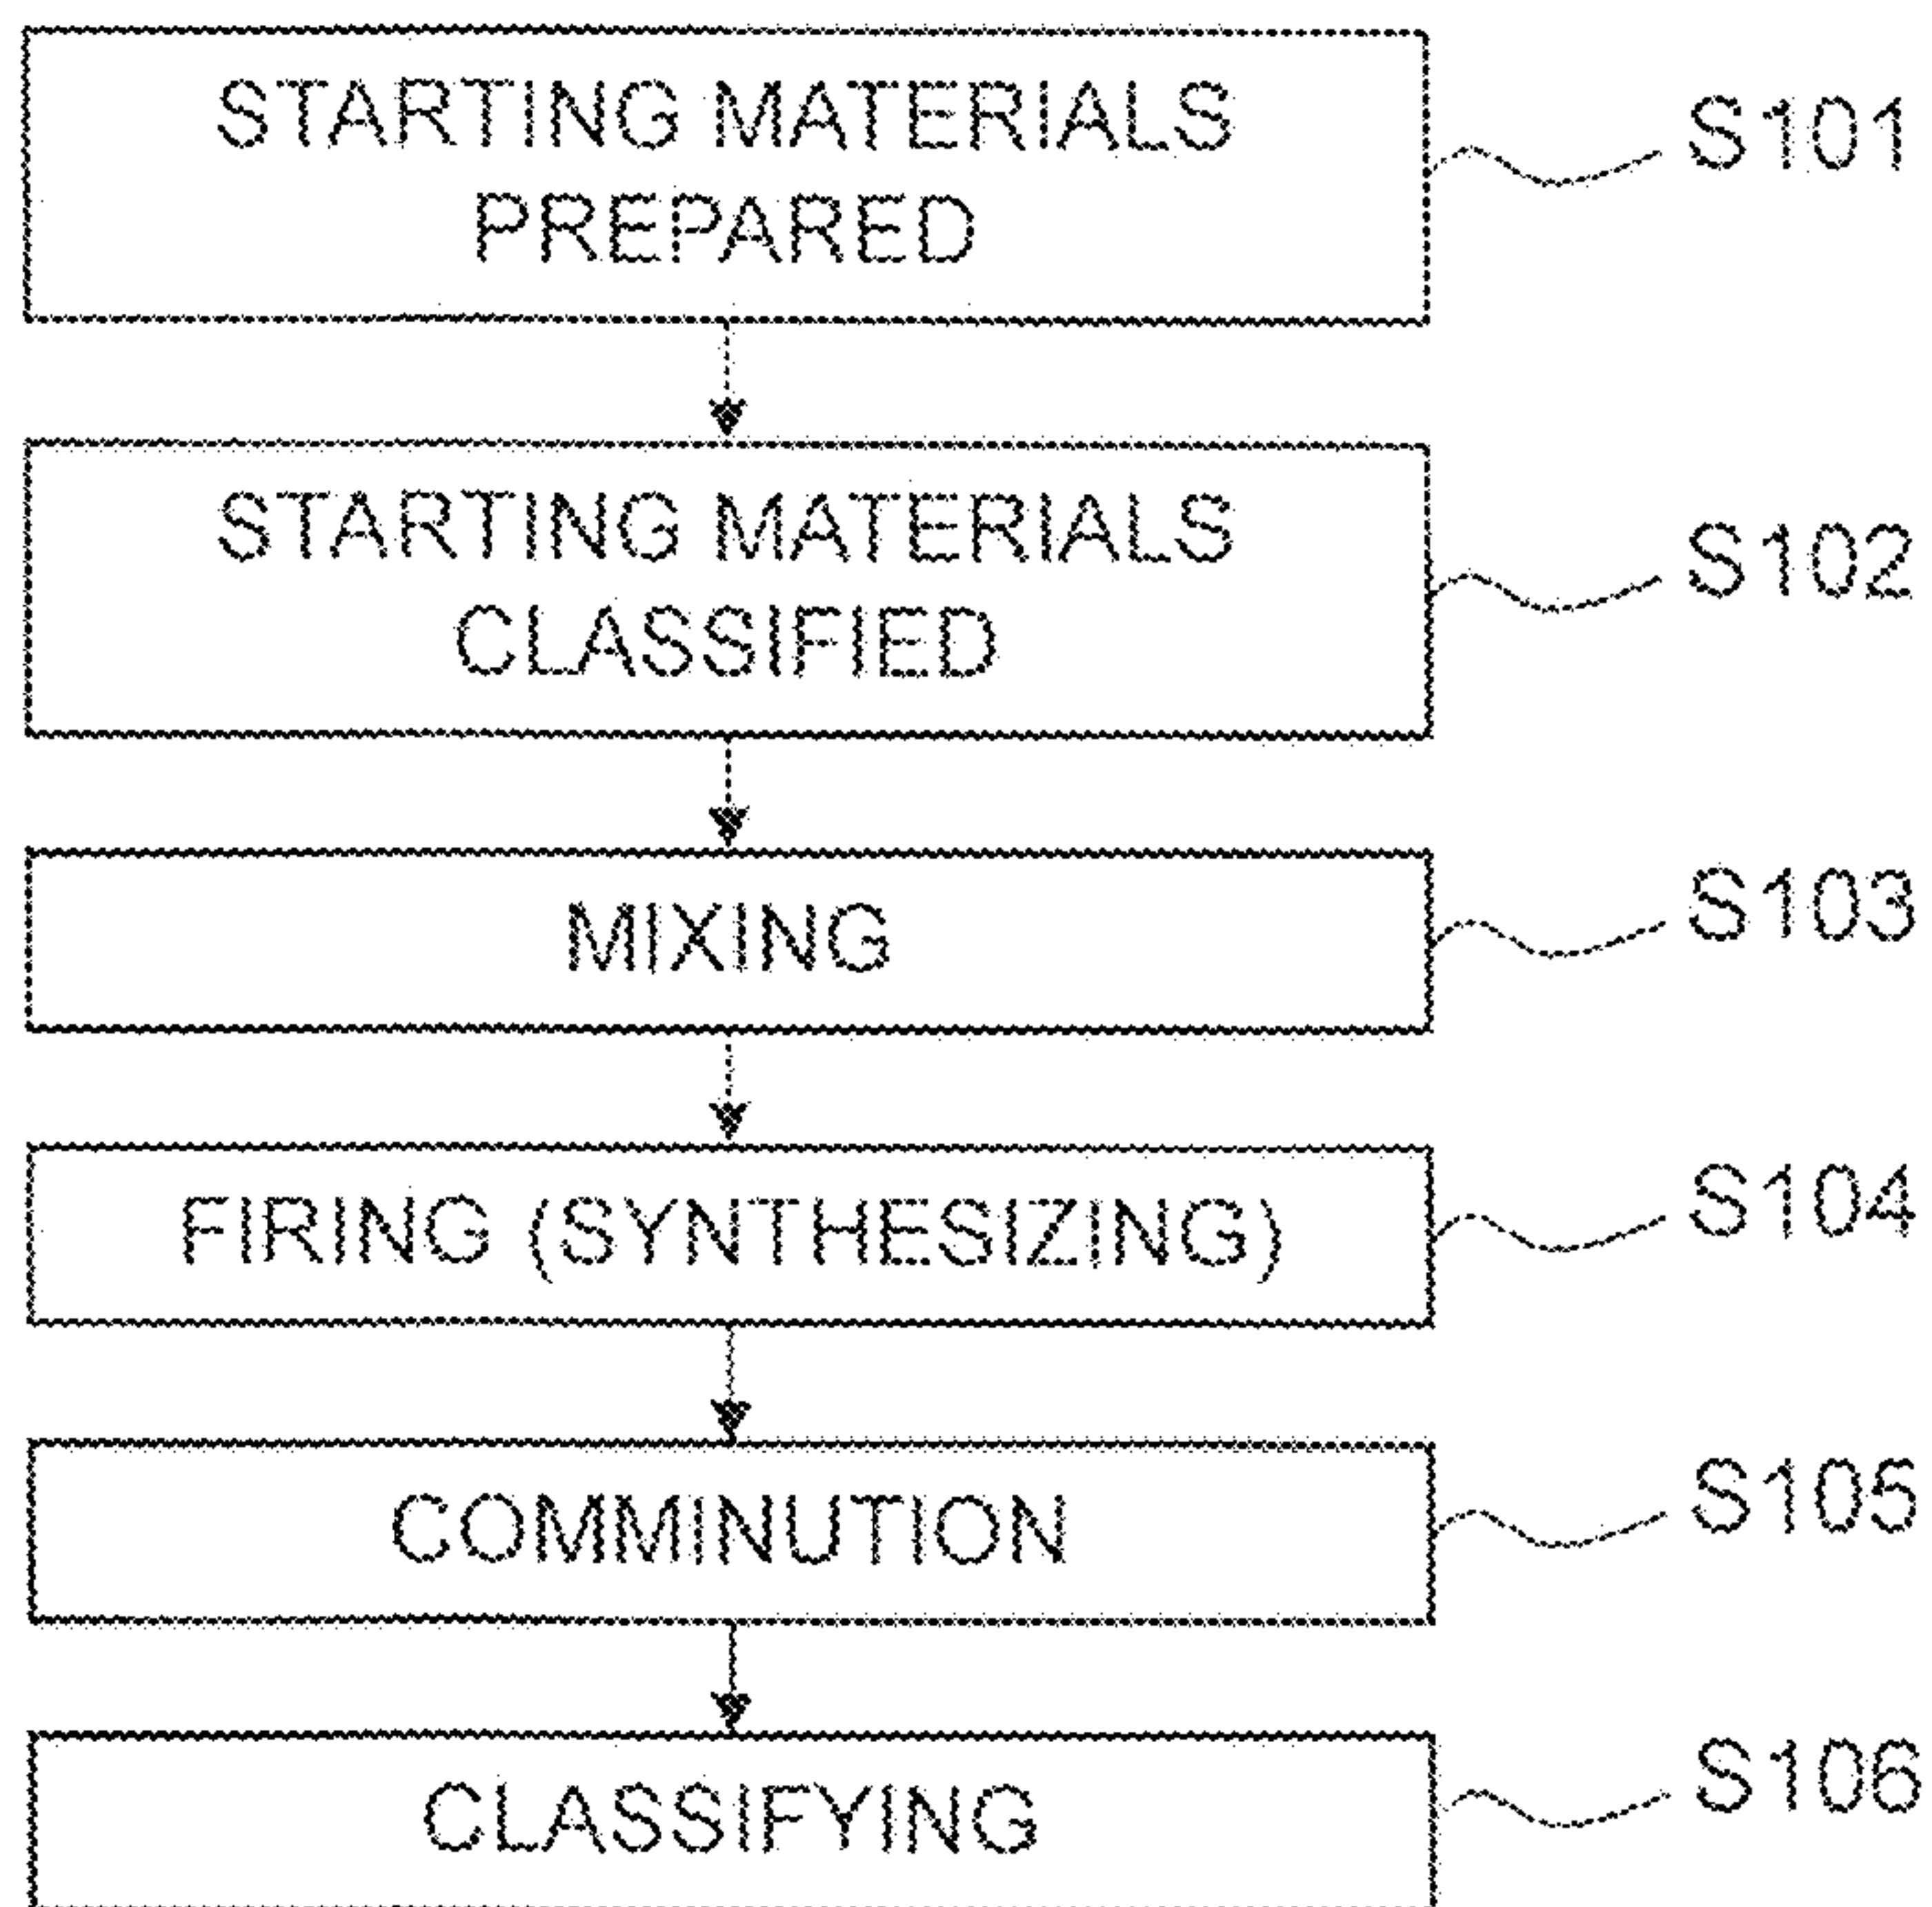 STARTING MATERIALS
PREPARED
S101
STARTING MATERIALS
CLASSIFIED
S102
MIXING
S103
FIRING (SYNTHESIZING)
S104
COMMINUTION
S105
CLASSIFYING
S106